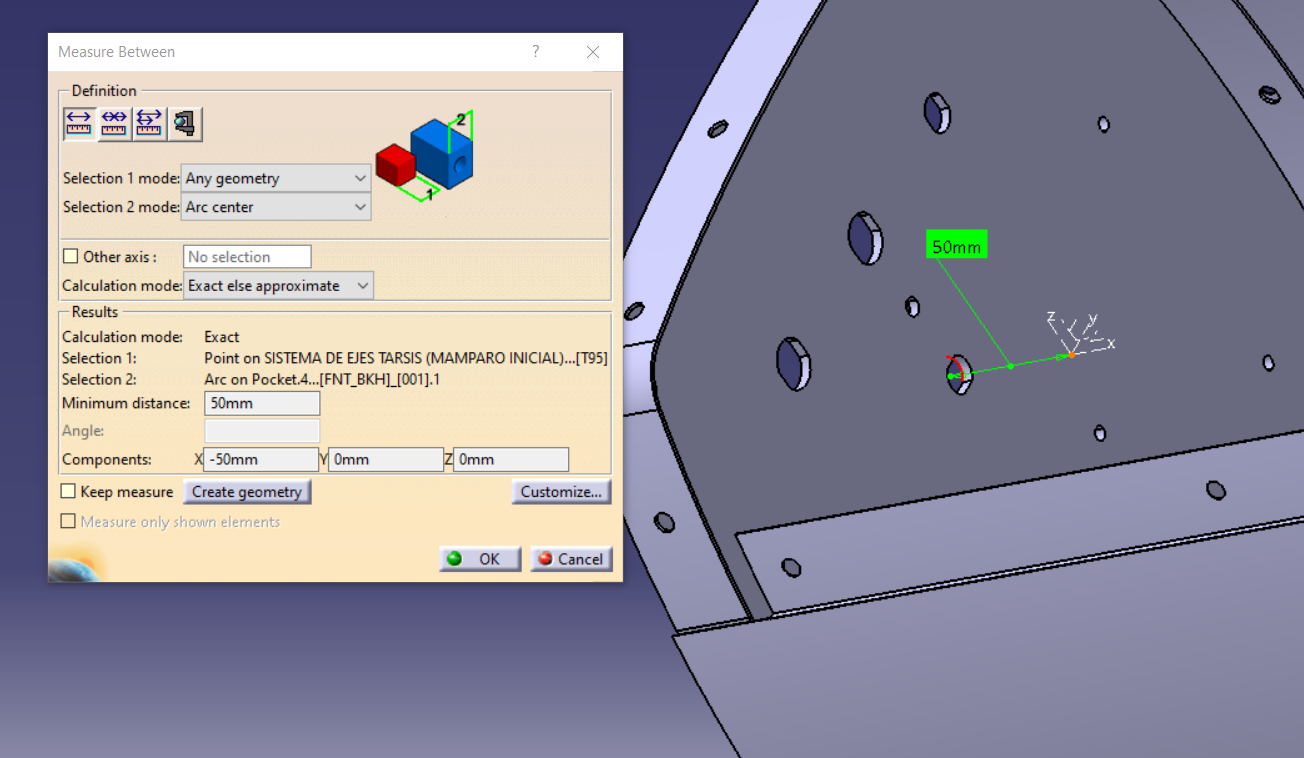 Measure Between ?
Definition
2
1
Selection 1 mode: Any geometry
Selection 2 mode: Arc center
Other axis : No selection
Calculation mode: Exact else approximate
Results
Calculation mode: Exact
Selection 1: Point on SISTEMA DE EJES TARSIS (MAMPARO INICIAL)...[T95]
Selection 2: Arc on Pocket.4...[FNT_BKH]_[001].1
Minimum distance: 50mm
Angle:
Components: X -50mm Y 0mm Z 0mm
Keep measure Create geometry Customize...
Measure only shown elements
OK Cancel
50mm
z y
x